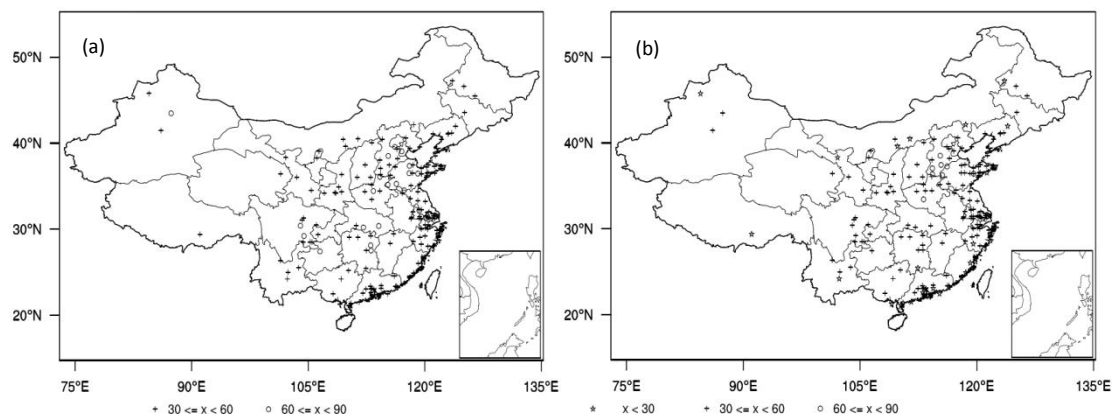 (a)
50°N
40°N
30°N
20°N
75°E 90°E 105°E 120°E 135°E
+ 30 <= x < 60 ○ 60 <= x < 90
(b)
50°N
40°N
30°N
20°N
75°E 90°E 105°E 120°E 135°E
☆ x < 30 + 30 <= x < 60 ○ 60 <= x < 90